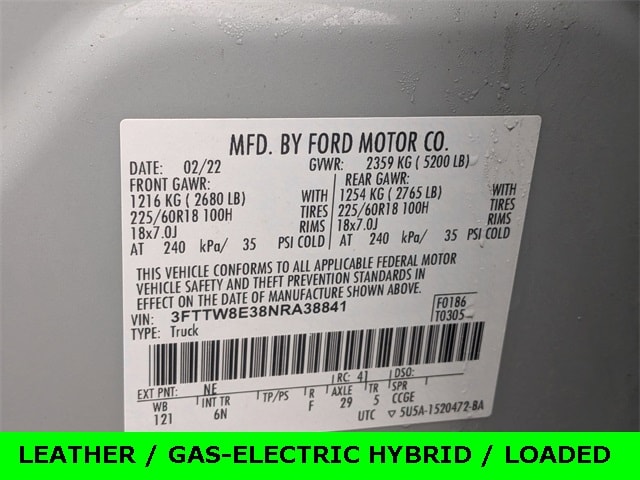 MFD. BY FORD MOTOR CO.
DATE: 02/22 GVWR: 2359 KG ( 5200 LB)
FRONT GAWR: REAR GAWR:
1216 KG ( 2680 LB) WITH 1254 KG ( 2765 LB) WITH
225/60R18 100H TIRES 225/60R18 100H TIRES
18x7.0J RIMS 18x7.0J RIMS
AT 240 kPa/ 35 PSI COLD AT 240 kPa/ 35 PSI COLD
THIS VEHICLE CONFORMS TO ALL APPLICABLE FEDERAL MOTOR
VEHICLE SAFETY AND THEFT PREVENTION STANDARDS IN
EFFECT ON THE DATE OF MANUFACTURE SHOWN ABOVE.
VIN: 3FTTW8E38NRA38841 F0186
TYPE: Truck T0305
EXT PNT: NE RC: 41 DSO:
WB INT TR TP/PS R AXLE TR SPR
121 6N F 29 5 CCGE
UTC ▽ 5U5A-1520472-BA
LEATHER / GAS-ELECTRIC HYBRID / LOADED